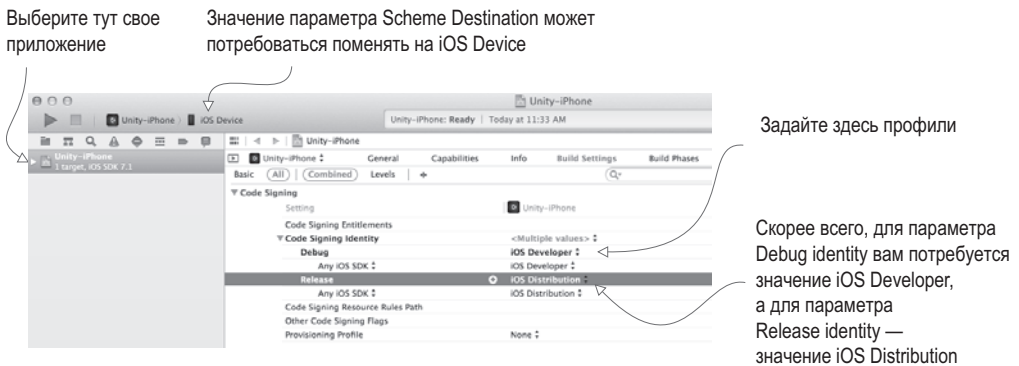 Выберите тут свое
приложение
Значение параметра Scheme Destination может
потребоваться поменять на iOS Device
Unity-iPhone
Unity-iPhone iOS Device
Unity-iPhone: Ready | Today at 11:33 AM
Unity-iPhone
1 target, iOS SDK 7.1
Unity-iPhone
Unity-iPhone General Capabilities Info Build Settings Build Phases
Basic All Combined Levels +
Code Signing
Setting Unity-iPhone
Code Signing Entitlements
Code Signing Identity <Multiple values>
Debug iOS Developer
Any iOS SDK iOS Developer
Release iOS Distribution
Any iOS SDK iOS Distribution
Code Signing Resource Rules Path
Other Code Signing Flags
Provisioning Profile None
Задайте здесь профили
Скорее всего, для параметра
Debug identity вам потребуется
значение iOS Developer,
а для параметра
Release identity —
значение iOS Distribution